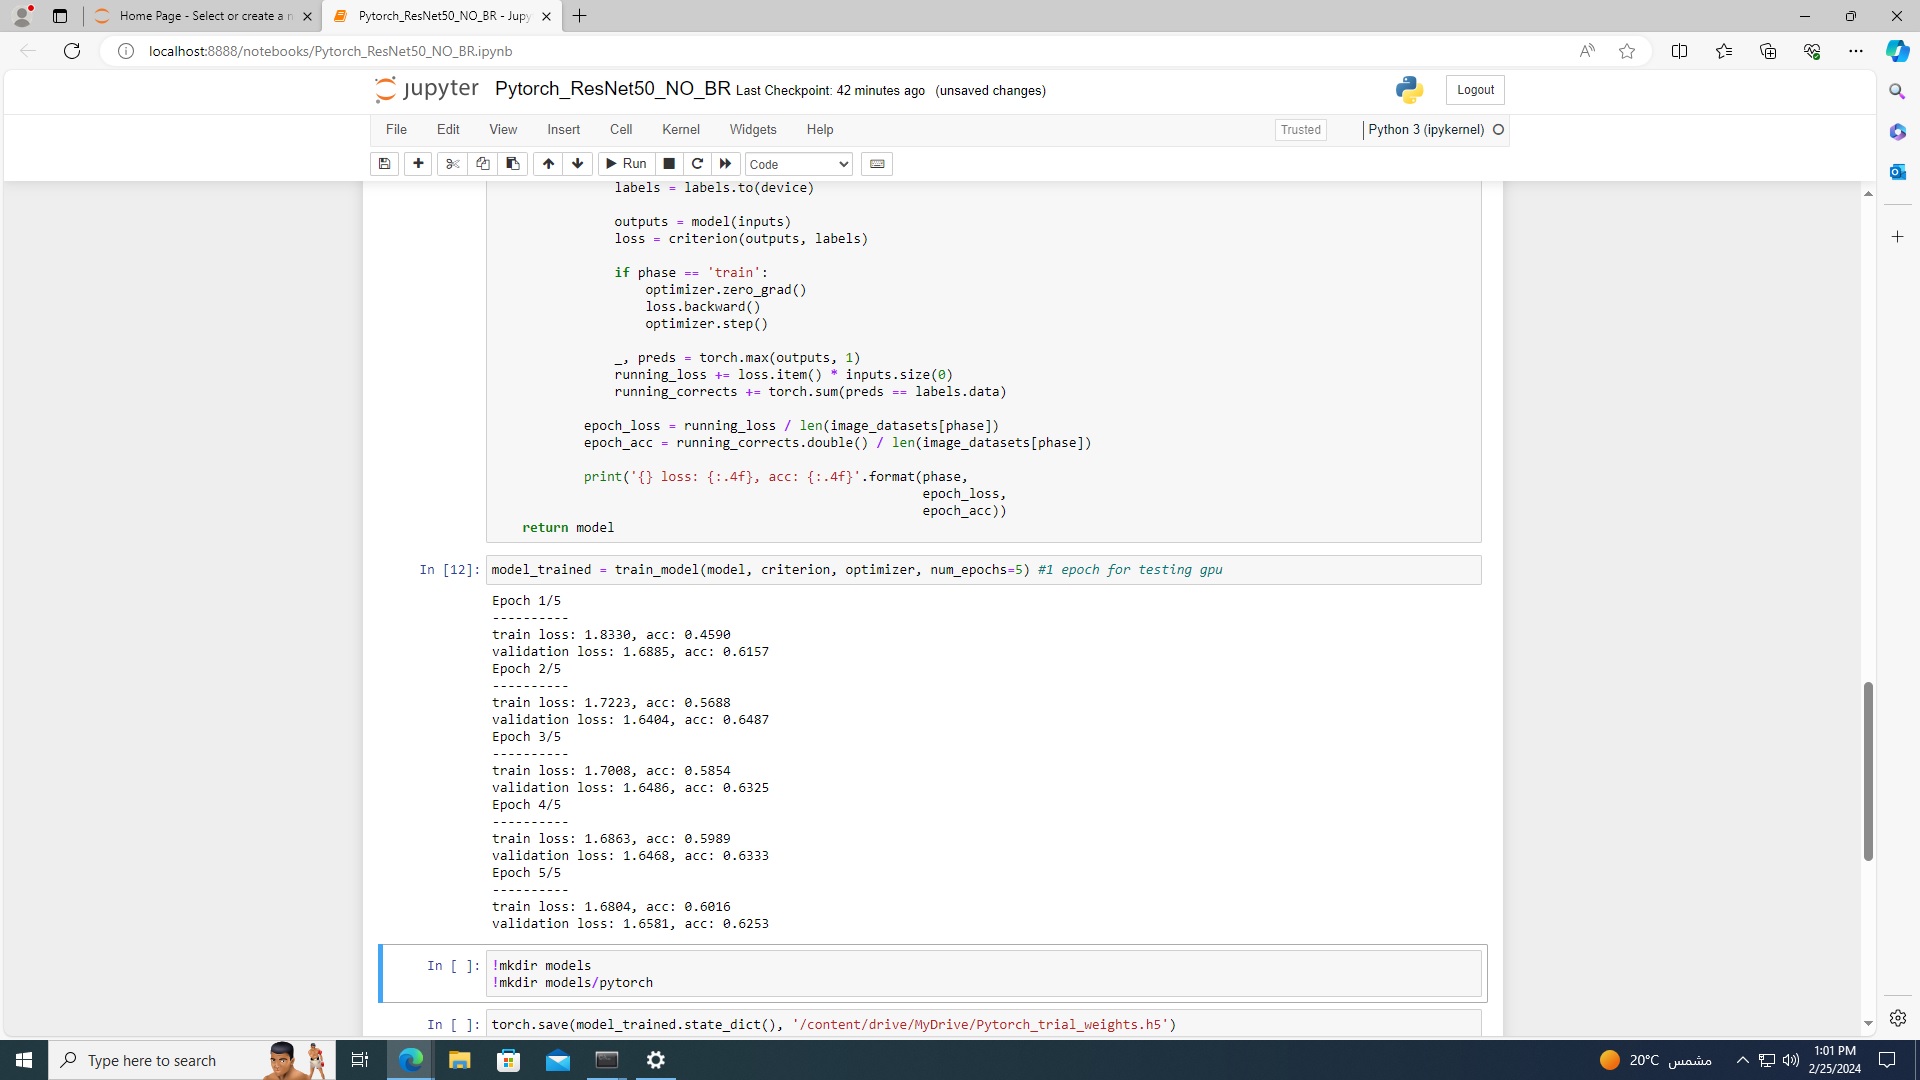 Home Page - Select or create a n
Pytorch_ResNet50_NO_BR - Jupy
localhost:8888/notebooks/Pytorch_ResNet50_NO_BR.ipynb
jupyter Pytorch_ResNet50_NO_BR Last Checkpoint: 42 minutes ago (unsaved changes)
Logout
File Edit View Insert Cell Kernel Widgets Help
Trusted
Python 3 (ipykernel)
Run
Code
labels = labels.to(device)
outputs = model(inputs)
loss = criterion(outputs, labels)
if phase == 'train':
optimizer.zero_grad()
loss.backward()
optimizer.step()
_, preds = torch.max(outputs, 1)
running_loss += loss.item() * inputs.size(0)
running_corrects += torch.sum(preds == labels.data)
epoch_loss = running_loss / len(image_datasets[phase])
epoch_acc = running_corrects.double() / len(image_datasets[phase])
print('{} loss: {:.4f}, acc: {:.4f}'.format(phase,
epoch_loss,
epoch_acc))
return model
In [12]: model_trained = train_model(model, criterion, optimizer, num_epochs=5) #1 epoch for testing gpu
Epoch 1/5
----------
train loss: 1.8330, acc: 0.4590
validation loss: 1.6885, acc: 0.6157
Epoch 2/5
----------
train loss: 1.7223, acc: 0.5688
validation loss: 1.6404, acc: 0.6487
Epoch 3/5
----------
train loss: 1.7008, acc: 0.5854
validation loss: 1.6486, acc: 0.6325
Epoch 4/5
----------
train loss: 1.6863, acc: 0.5989
validation loss: 1.6468, acc: 0.6333
Epoch 5/5
----------
train loss: 1.6804, acc: 0.6016
validation loss: 1.6581, acc: 0.6253
In [ ]: !mkdir models
!mkdir models/pytorch
In [ ]: torch.save(model_trained.state_dict(), '/content/drive/MyDrive/Pytorch_trial_weights.h5')
Type here to search
20°C مشمس
1:01 PM
2/25/2024